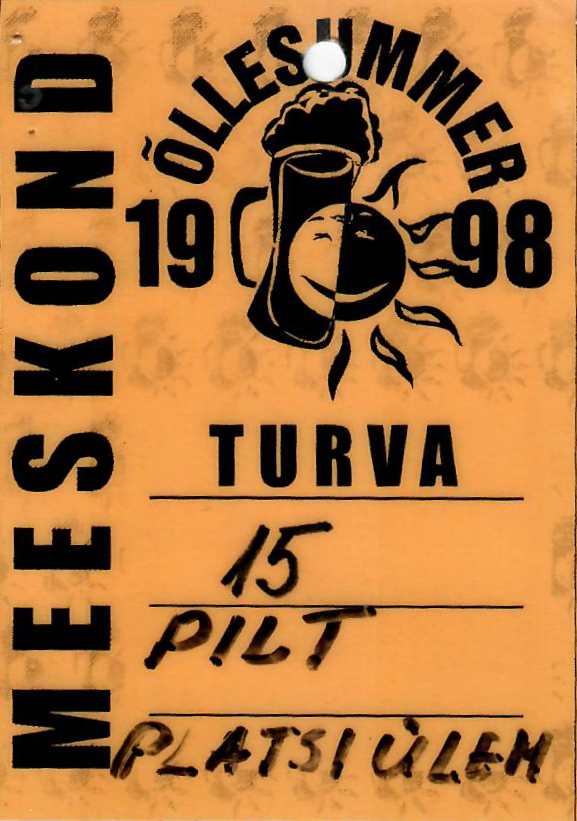 MEESKOND
ÕLLESUMMER
1998
TURVA
15
PILT
PLATSIÜLEM